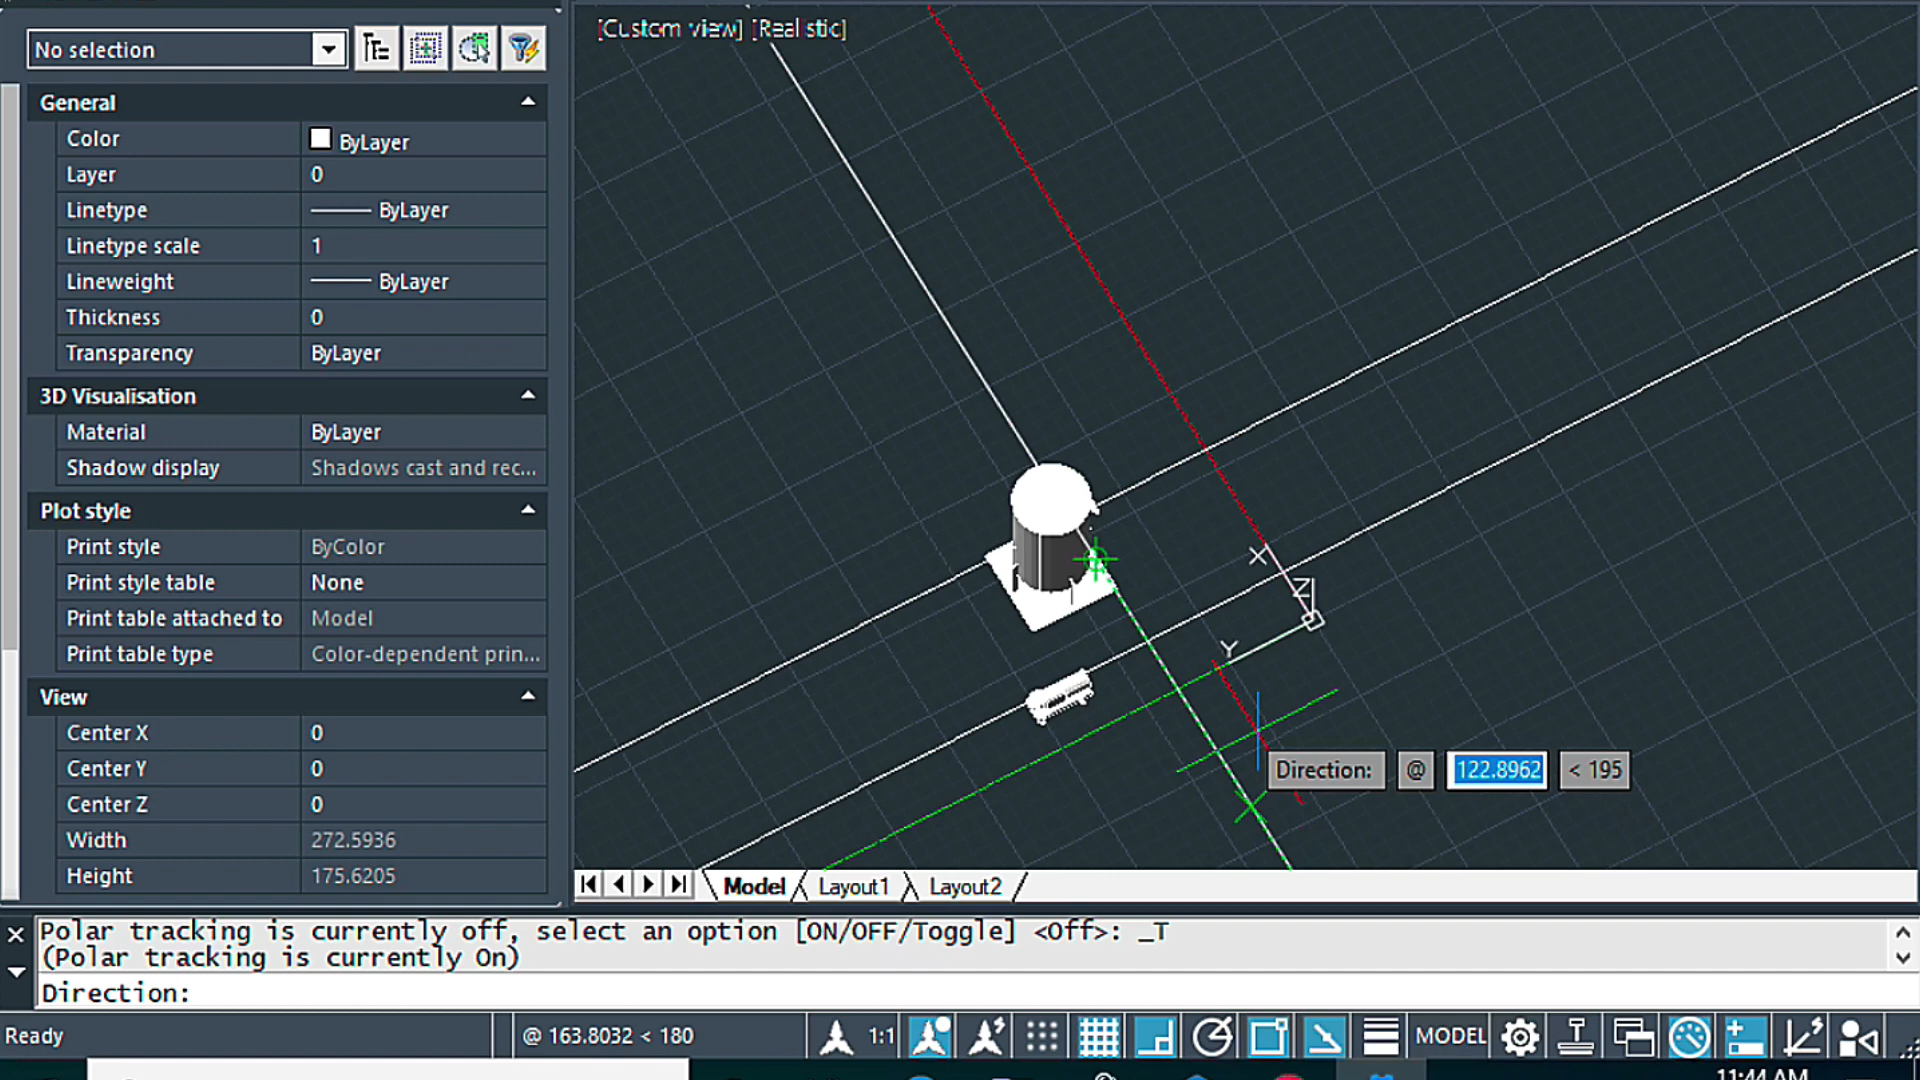 No selection
General
Color ByLayer
Layer 0
Linetype ByLayer
Linetype scale 1
Lineweight ByLayer
Thickness 0
Transparency ByLayer
3D Visualisation
Material ByLayer
Shadow display Shadows cast and rec...
Plot style
Print style ByColor
Print style table None
Print table attached to Model
Print table type Color-dependent prin...
View
Center X 0
Center Y 0
Center Z 0
Width 272.5936
Height 175.6205
[Custom view] [Realistic]
X
Z
Y
Direction: @ 122.8962 < 195
Model Layout1 Layout2
Polar tracking is currently off, select an option [ON/OFF/Toggle] <Off>: _T
(Polar tracking is currently On)
Direction:
Ready @ 163.8032 < 180 1:1 MODEL
11:44 AM